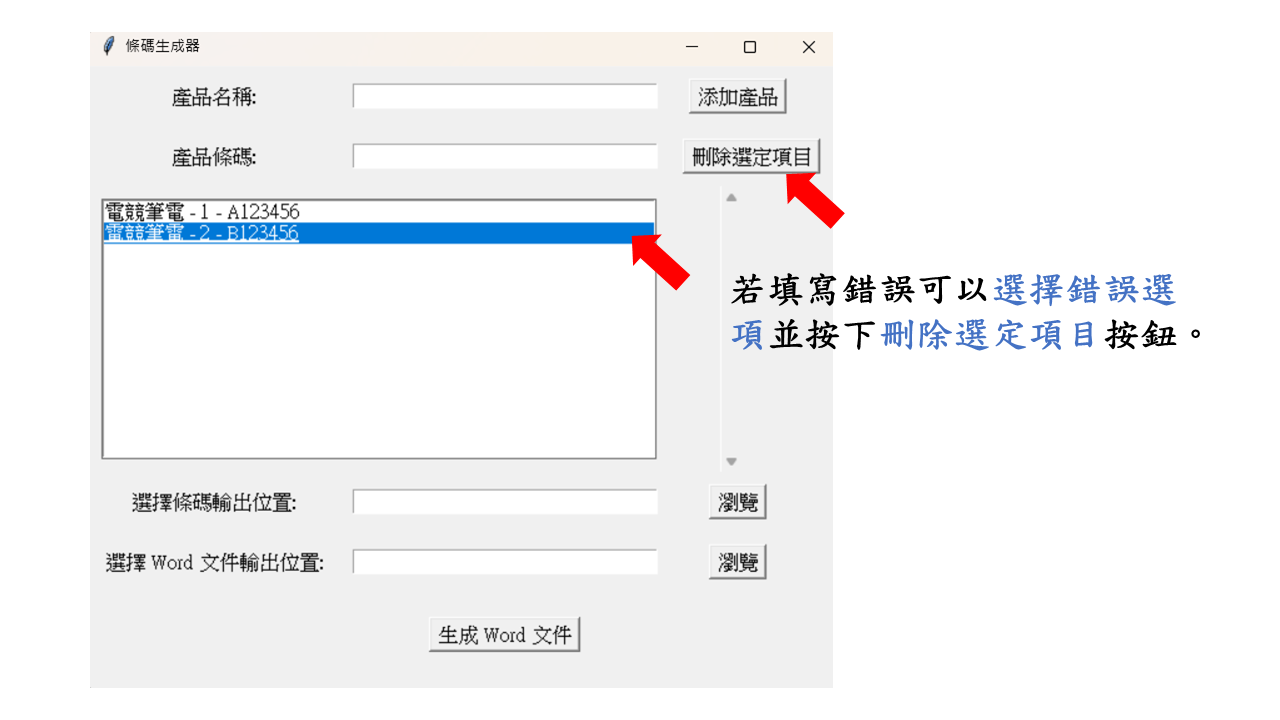 條碼生成器
產品名稱:
添加產品
產品條碼:
刪除選定項目
電競筆電 - 1 - A123456
電競筆電 - 2 - B123456
若填寫錯誤可以選擇錯誤選
項並按下刪除選定項目按鈕。
選擇條碼輸出位置:
瀏覽
選擇 Word 文件輸出位置:
瀏覽
生成 Word 文件